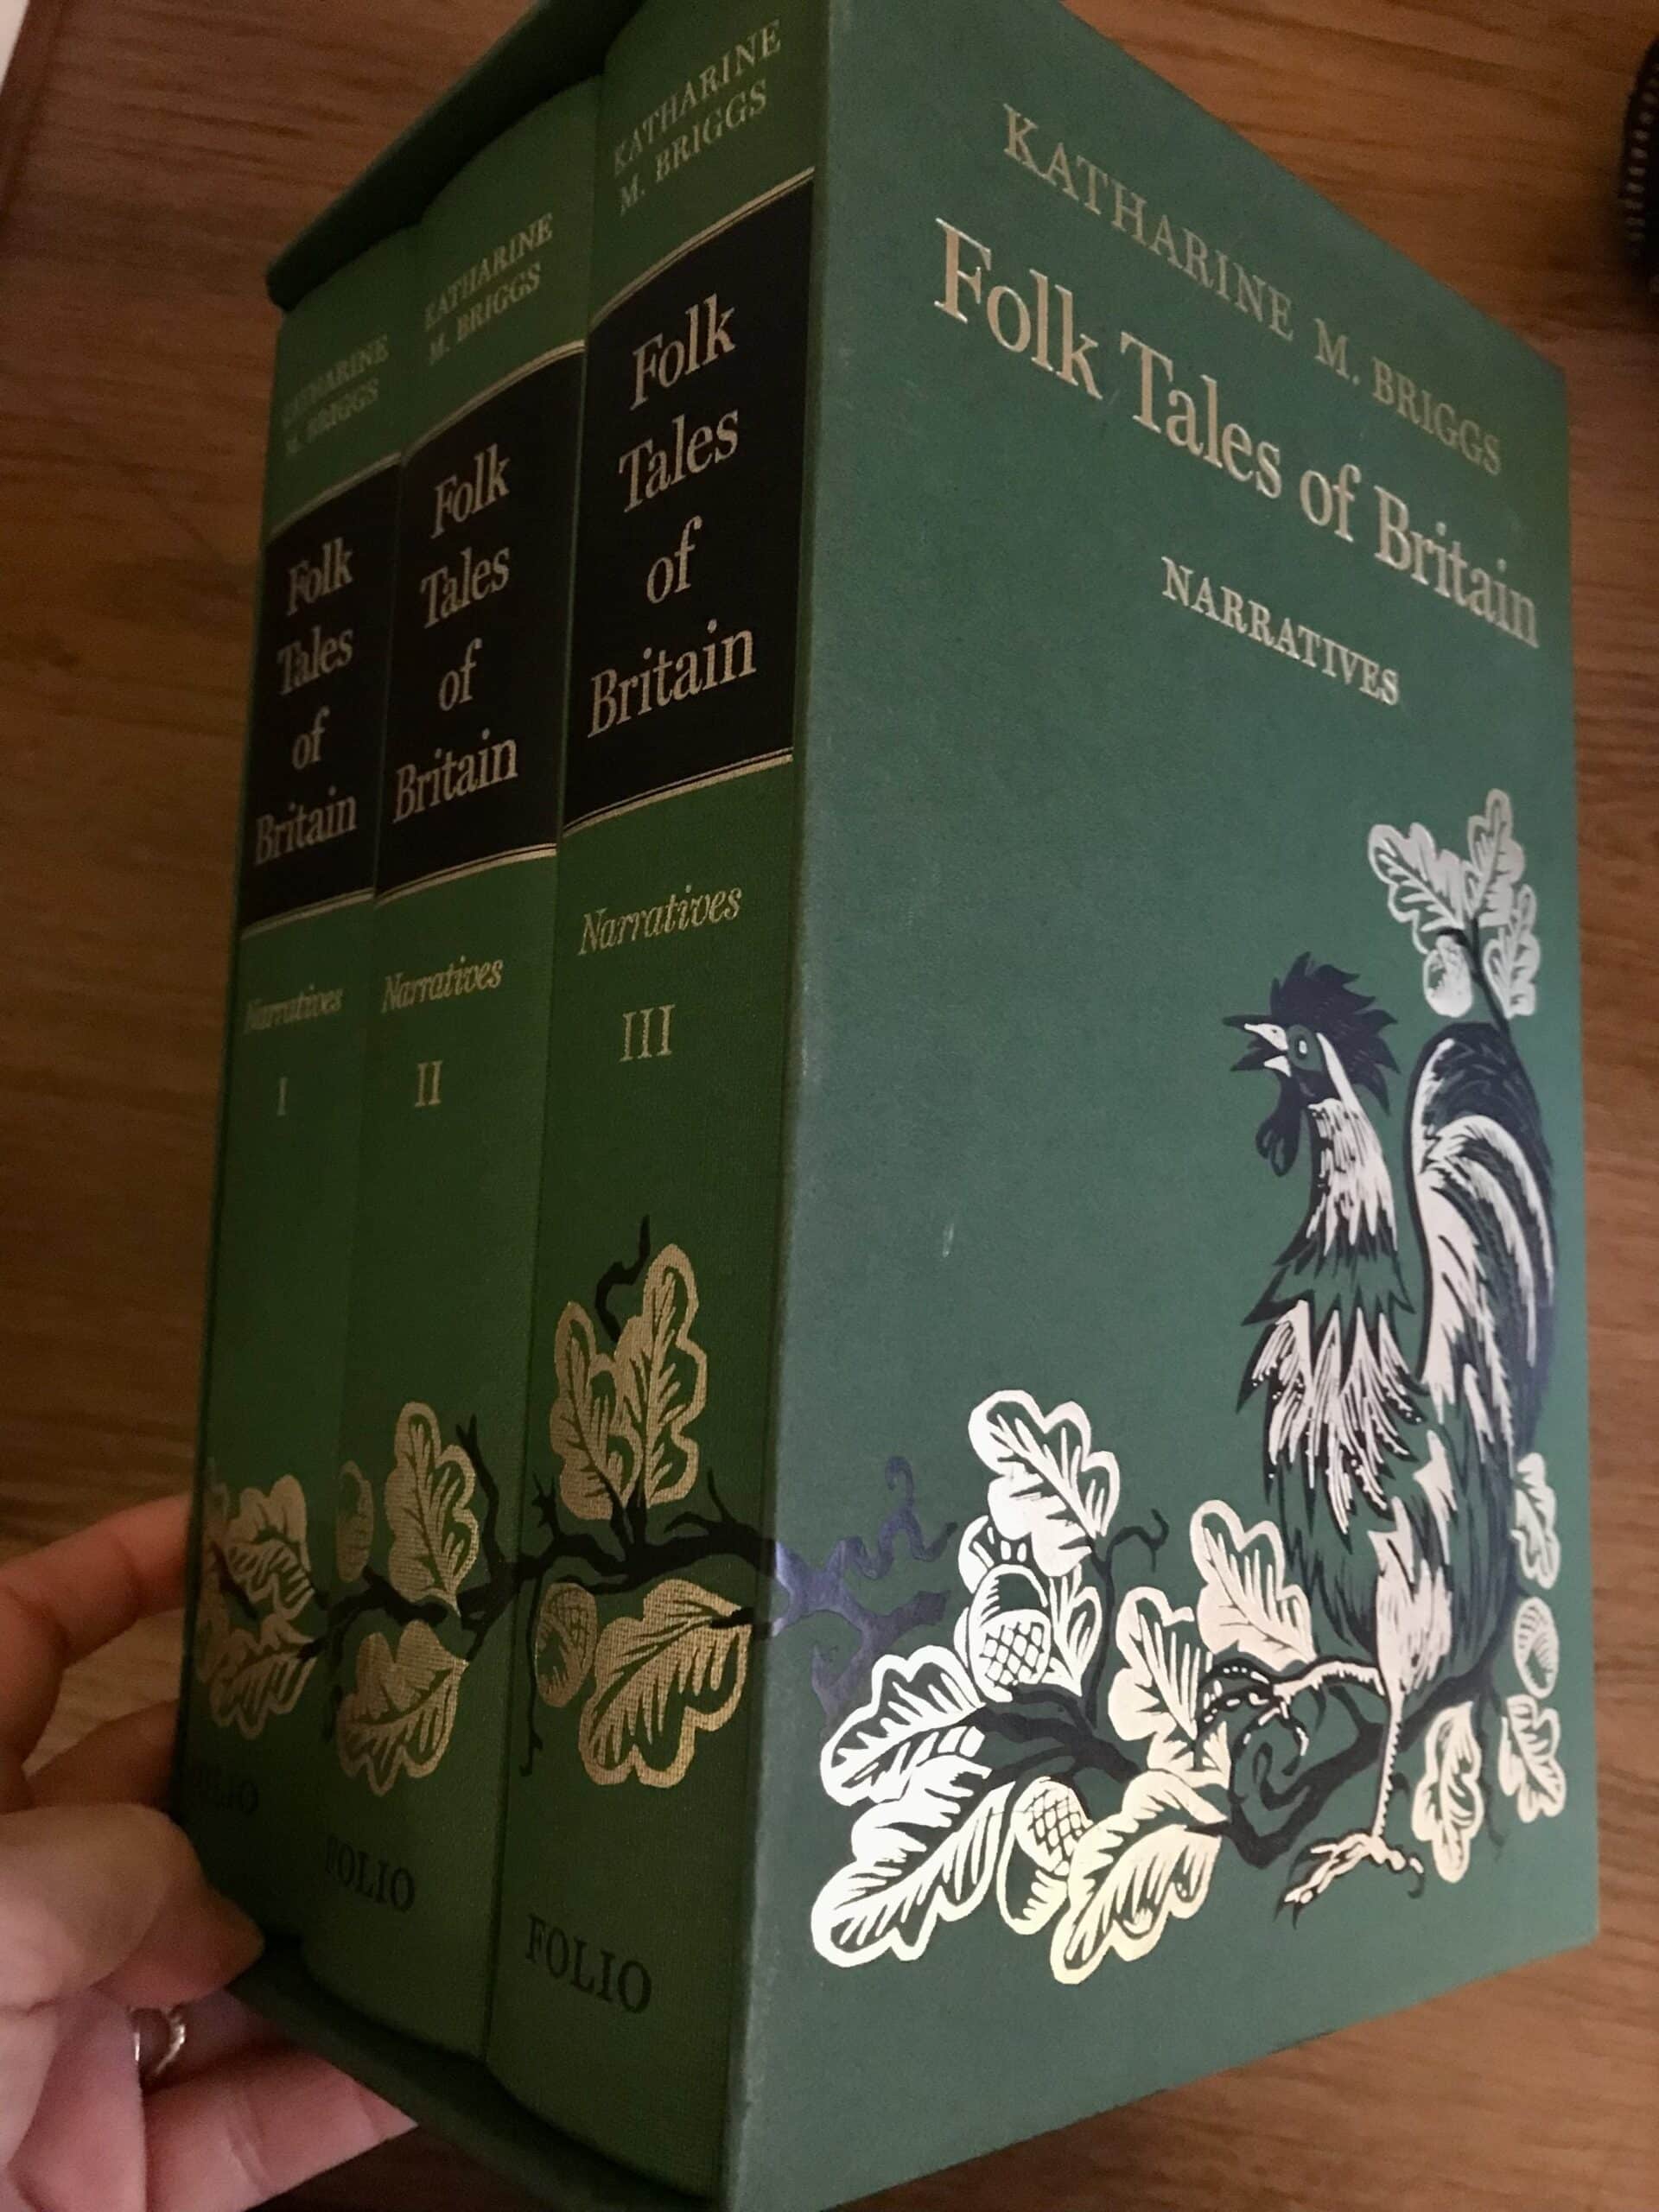 KATHARINE
M. BRIGGS
Folk
Tales
of
Britain
Narratives
I
FOLIO
KATHARINE
M. BRIGGS
Folk
Tales
of
Britain
Narratives
II
FOLIO
KATHARINE
M. BRIGGS
Folk
Tales
of
Britain
Narratives
III
FOLIO
KATHARINE M. BRIGGS
Folk Tales of Britain
NARRATIVES